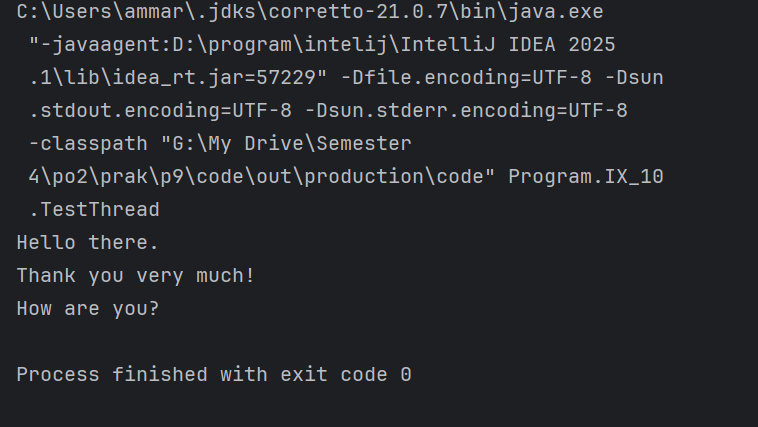 C:\Users\ammar\.jdks\corretto-21.0.7\bin\java.exe
"-javaagent:D:\program\intelij\IntelliJ IDEA 2025
.1\lib\idea_rt.jar=57229" -Dfile.encoding=UTF-8 -Dsun
.stdout.encoding=UTF-8 -Dsun.stderr.encoding=UTF-8
-classpath "G:\My Drive\Semester
4\po2\prak\p9\code\out\production\code" Program.IX_10
.TestThread
Hello there.
Thank you very much!
How are you?
Process finished with exit code 0